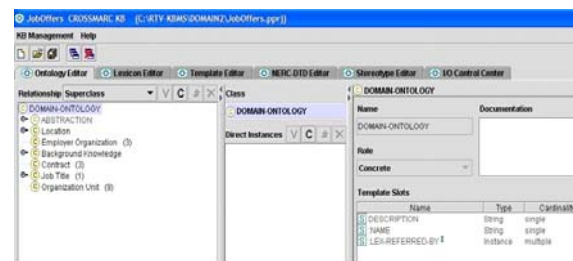 JobOffers CROSSMARC KB (C:\RTV-KBMS\DOMAIN2\JobOffers.pprj)
KB Management Help
Ontology Editor Lexicon Editor Template Editor NERC-DTD Editor Stereotype Editor I/O Control Center
Relationship Superclass V C X
DOMAIN-ONTOLOGY
ABSTRACTION
Location
Employer Organization (3)
Background Knowledge
Contract (3)
Job Title (1)
Organization Unit (9)
Class
DOMAIN-ONTOLOGY
Direct Instances V C X
DOMAIN-ONTOLOGY
Name Documentation
DOMAIN-ONTOLOGY
Role
Concrete
Template Slots
Name Type Cardinalit
S DESCRIPTION String single
S NAME String single
S LEX-REFERRED-BY Instance multiple